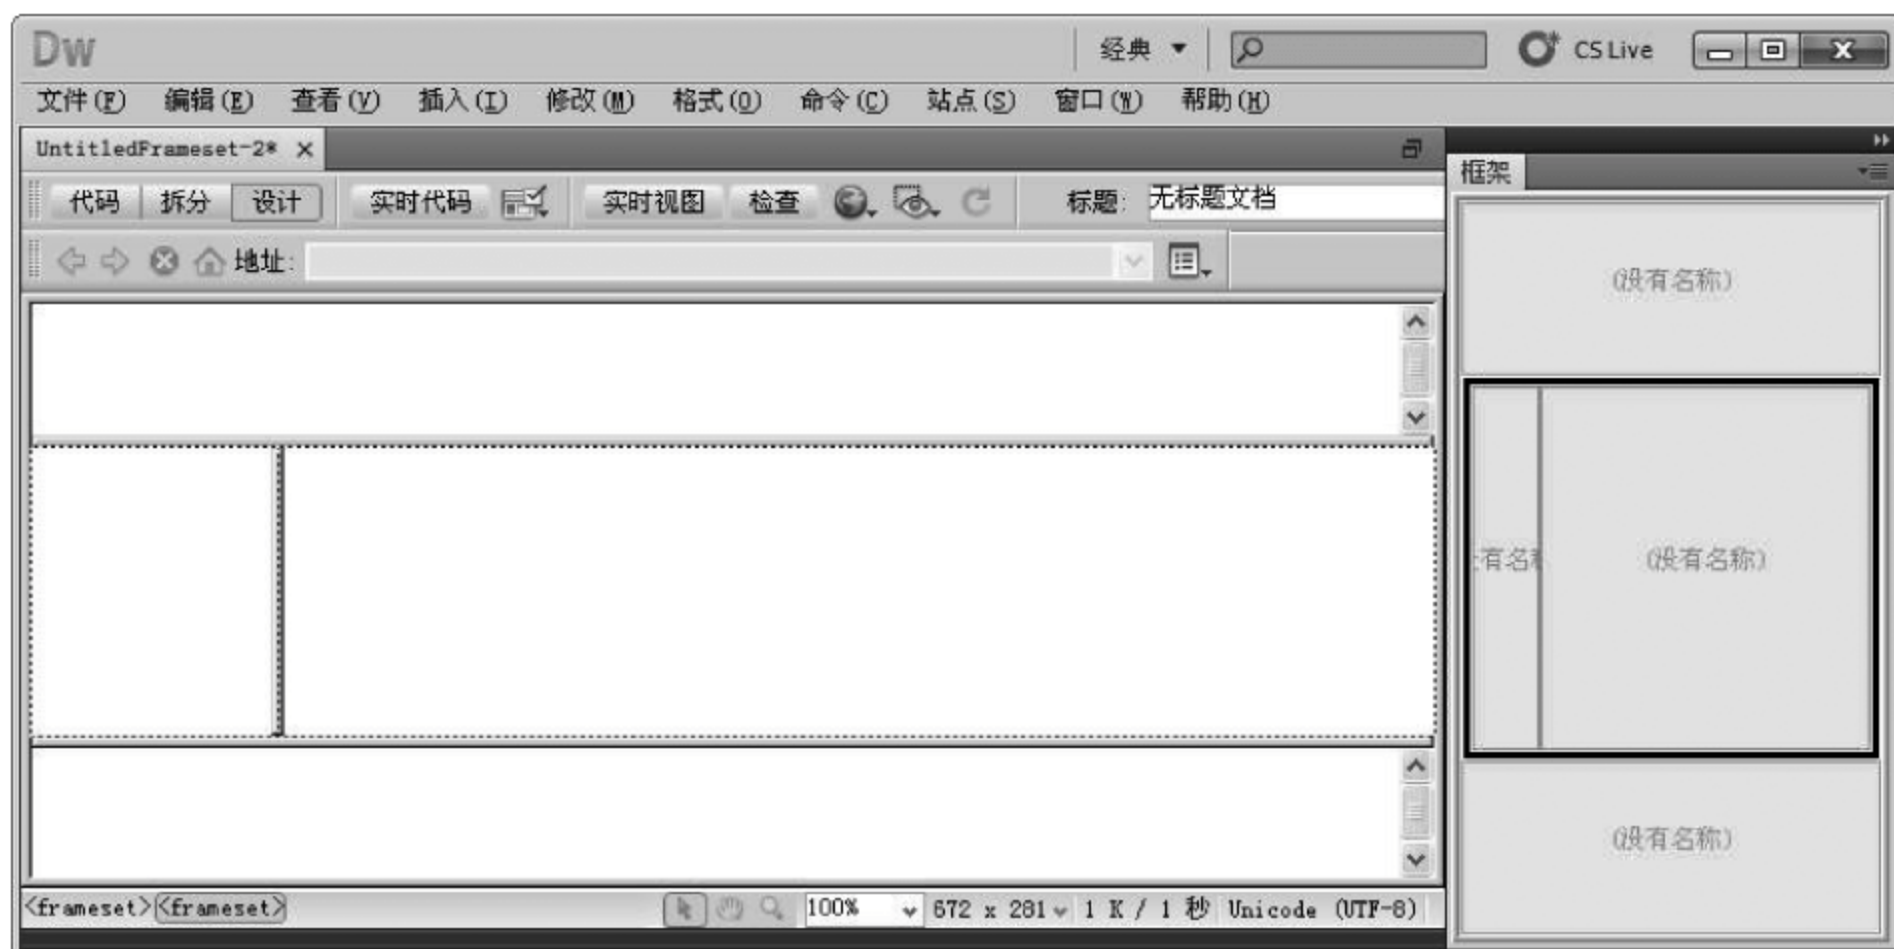 Dw 经典 CS Live
文件(F) 编辑(E) 查看(V) 插入(I) 修改(M) 格式(O) 命令(C) 站点(S) 窗口(W) 帮助(H)
UntitledFrameset-2* ×
框架
代码 拆分 设计 实时代码 实时视图 检查 标题: 无标题文档
地址:
(没有名称)
有名 (没有名称)
(没有名称)
<frameset><frameset> 100% 672 x 281 1 K / 1 秒 Unicode (UTF-8)